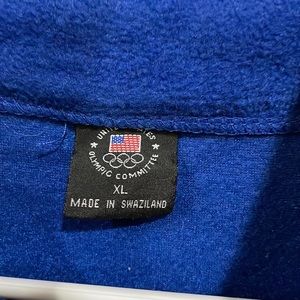 UNITED STATES
OLYMPIC COMMITTEE
XL
MADE IN SWAZILAND